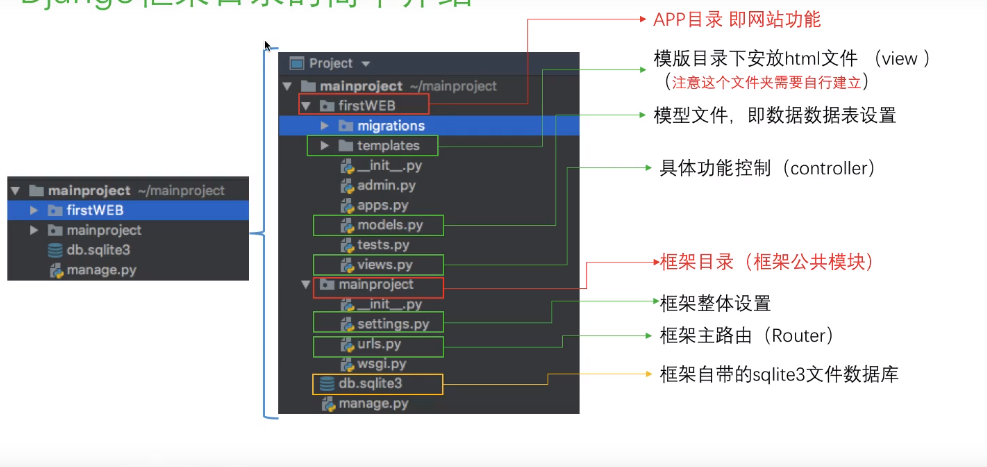 Django框架目录的简单介绍
mainproject ~/mainproject
firstWEB
mainproject
db.sqlite3
manage.py
Project
mainproject ~/mainproject
firstWEB
migrations
templates
__init__.py
admin.py
apps.py
models.py
tests.py
views.py
mainproject
__init__.py
settings.py
urls.py
wsgi.py
db.sqlite3
manage.py
APP目录 即网站功能
模版目录下安放html文件 （view ）
（注意这个文件夹需要自行建立）
模型文件，即数据数据表设置
具体功能控制（controller）
框架目录（框架公共模块）
框架整体设置
框架主路由（Router）
框架自带的sqlite3文件数据库